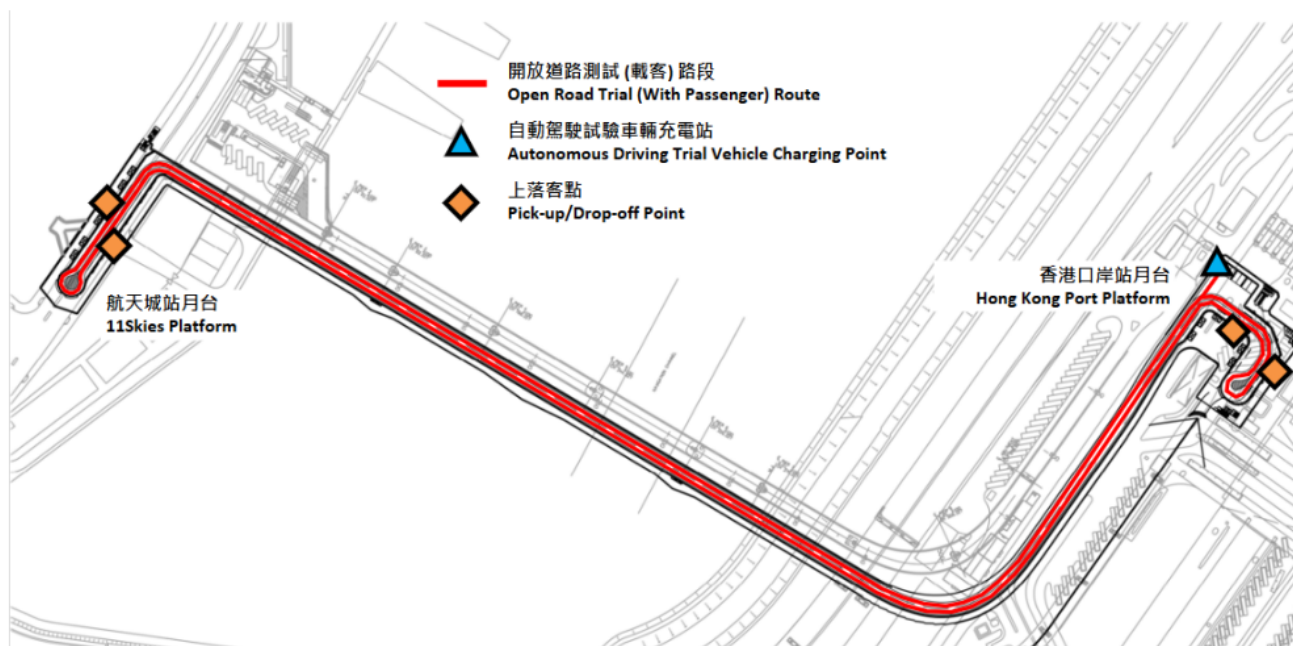 開放道路測試 (載客) 路段
Open Road Trial (With Passenger) Route
自動駕駛試驗車輛充電站
Autonomous Driving Trial Vehicle Charging Point
上落客點
Pick-up/Drop-off Point
航天城站月台
11Skies Platform
香港口岸站月台
Hong Kong Port Platform